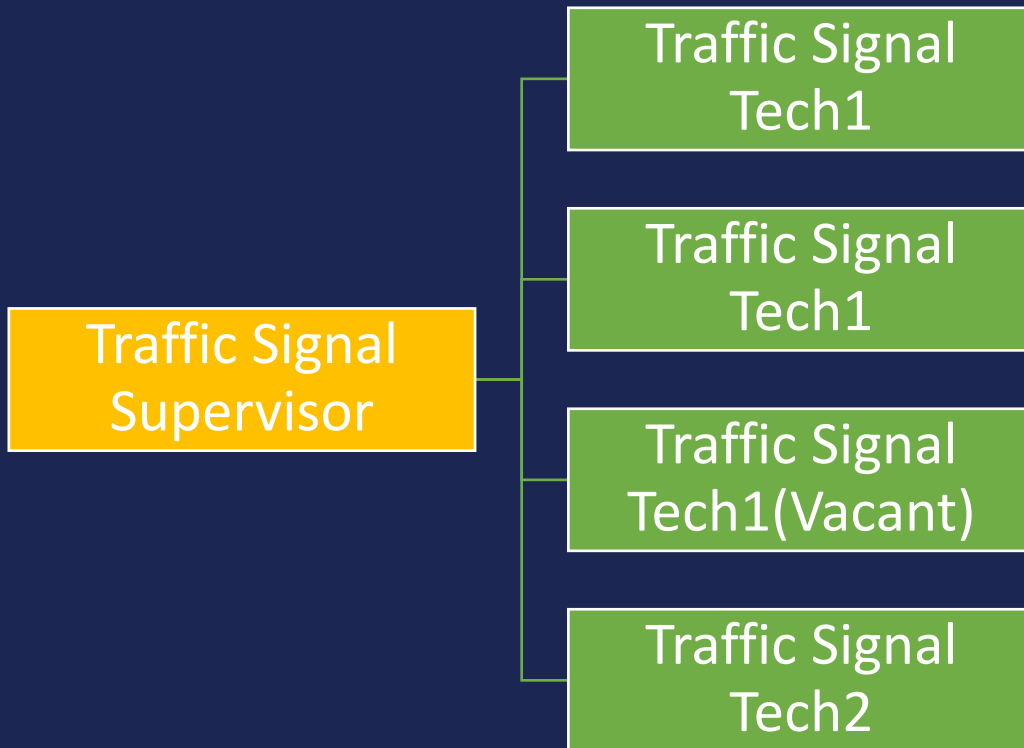 Traffic Signal
Tech1
Traffic Signal
Tech1
Traffic Signal
Supervisor
Traffic Signal
Tech1(Vacant)
Traffic Signal
Tech2